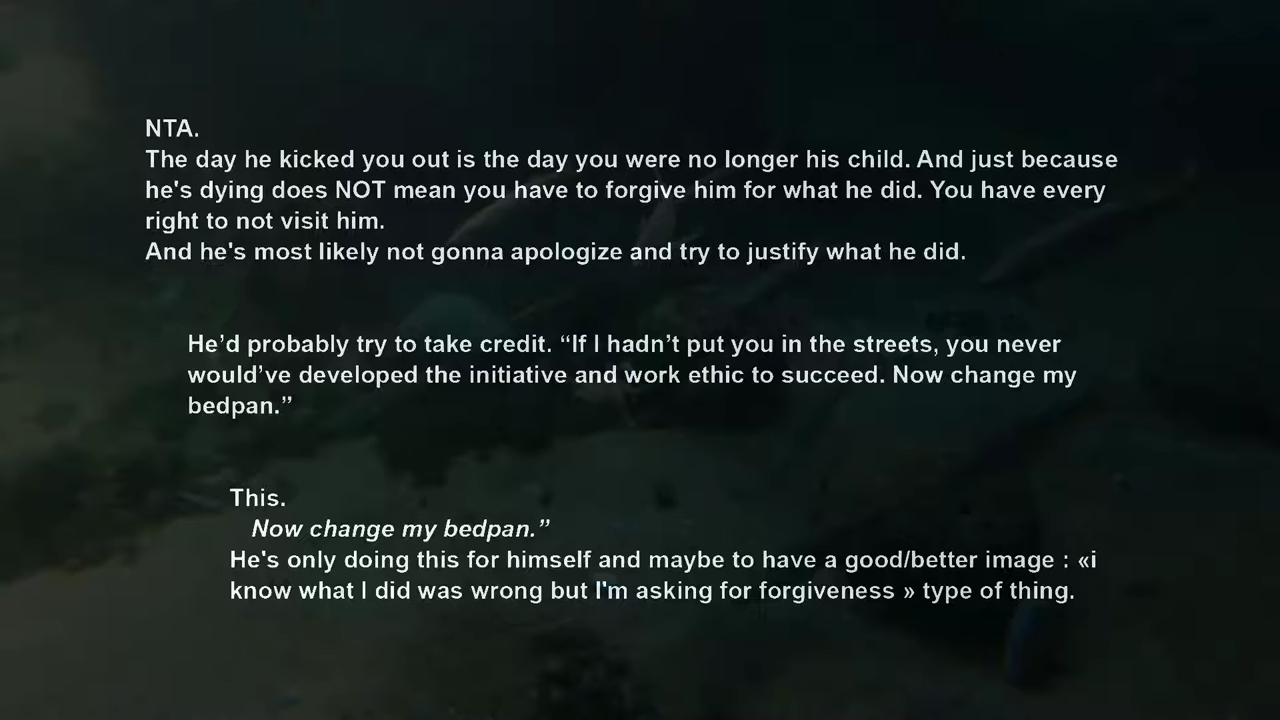 NTA.
The day he kicked you out is the day you were no longer his child. And just because
he's dying does NOT mean you have to forgive him for what he did. You have every
right to not visit him.
And he's most likely not gonna apologize and try to justify what he did.
He’d probably try to take credit. “If I hadn’t put you in the streets, you never
would’ve developed the initiative and work ethic to succeed. Now change my
bedpan.”
This.
Now change my bedpan.”
He's only doing this for himself and maybe to have a good/better image : «i
know what I did was wrong but I'm asking for forgiveness » type of thing.